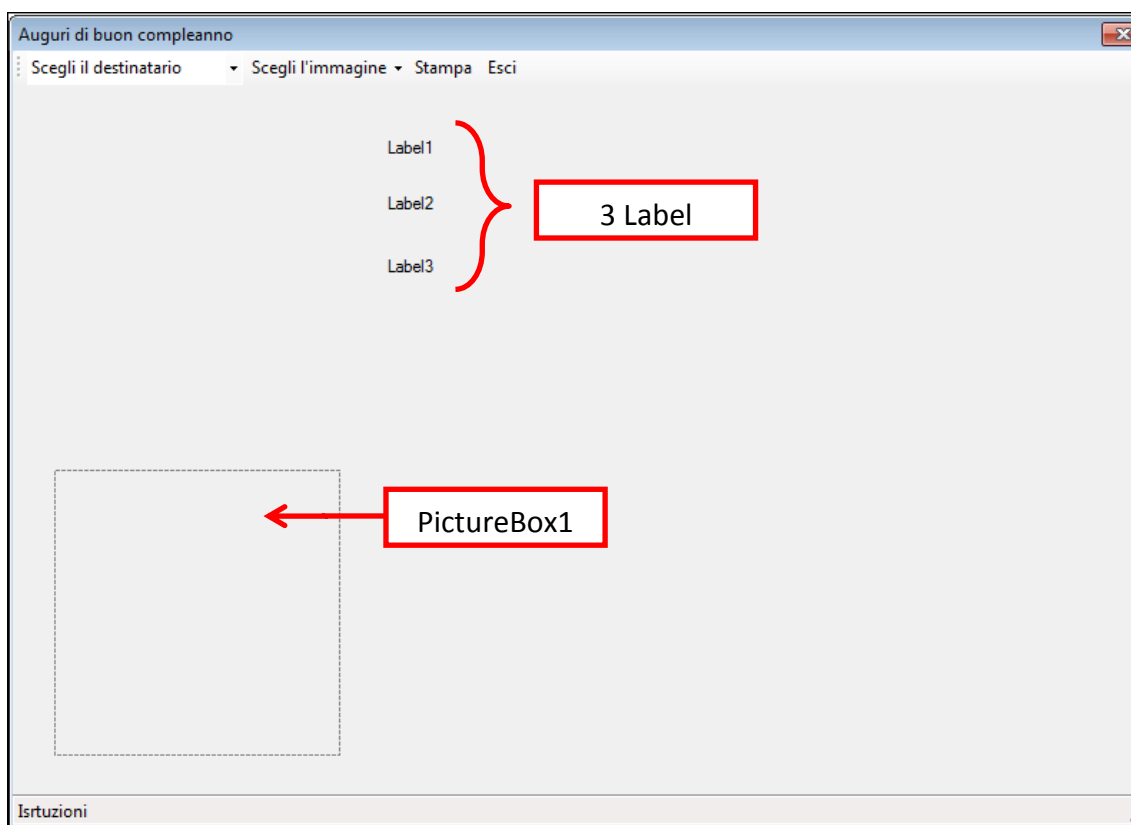 Auguri di buon compleanno
Scegli il destinatario Scegli l'immagine Stampa Esci
Label1
Label2
3 Label
Label3
PictureBox1
Isrtuzioni